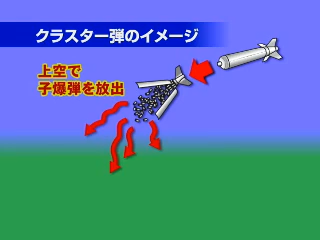 クラスター弾のイメージ
上空で
子爆弾を放出